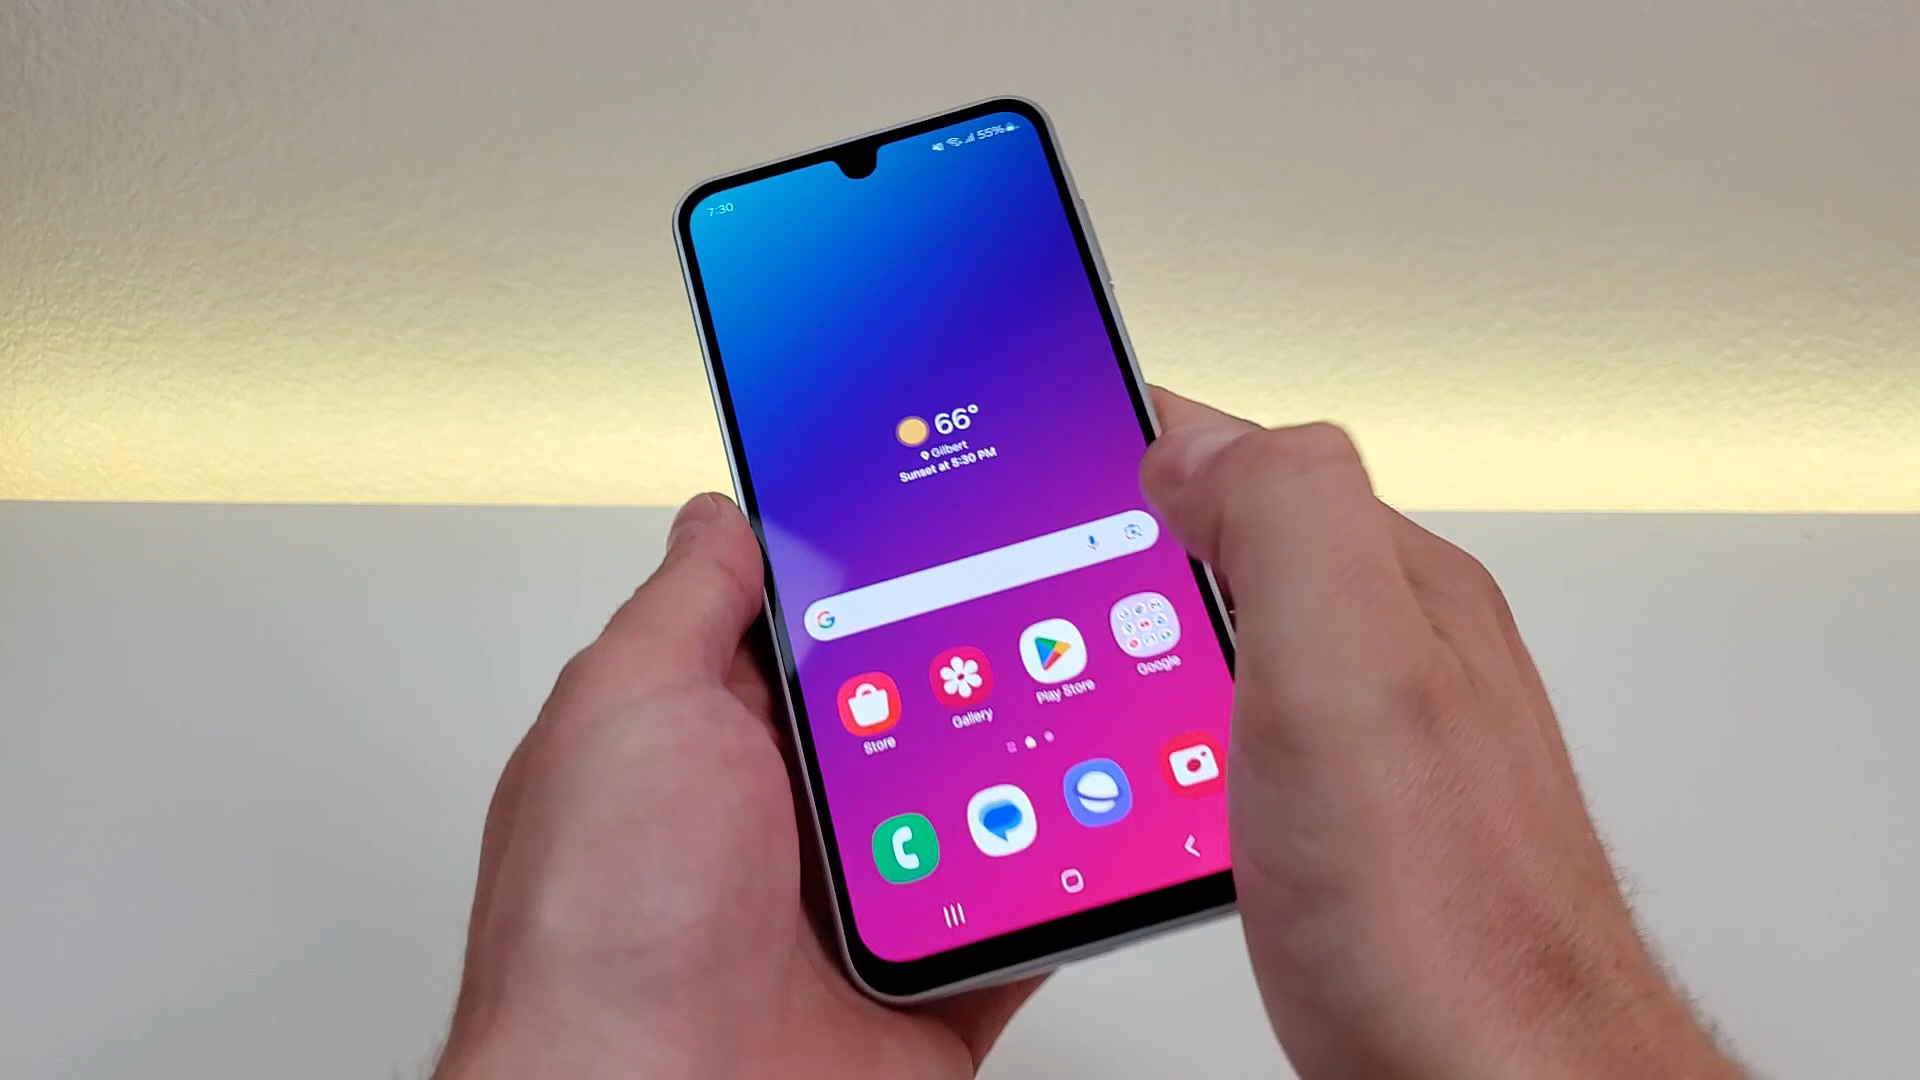 7:30
55%
66°
Gilbert
Sunset at 5:30 PM
G
Store
Gallery
Play Store
Google